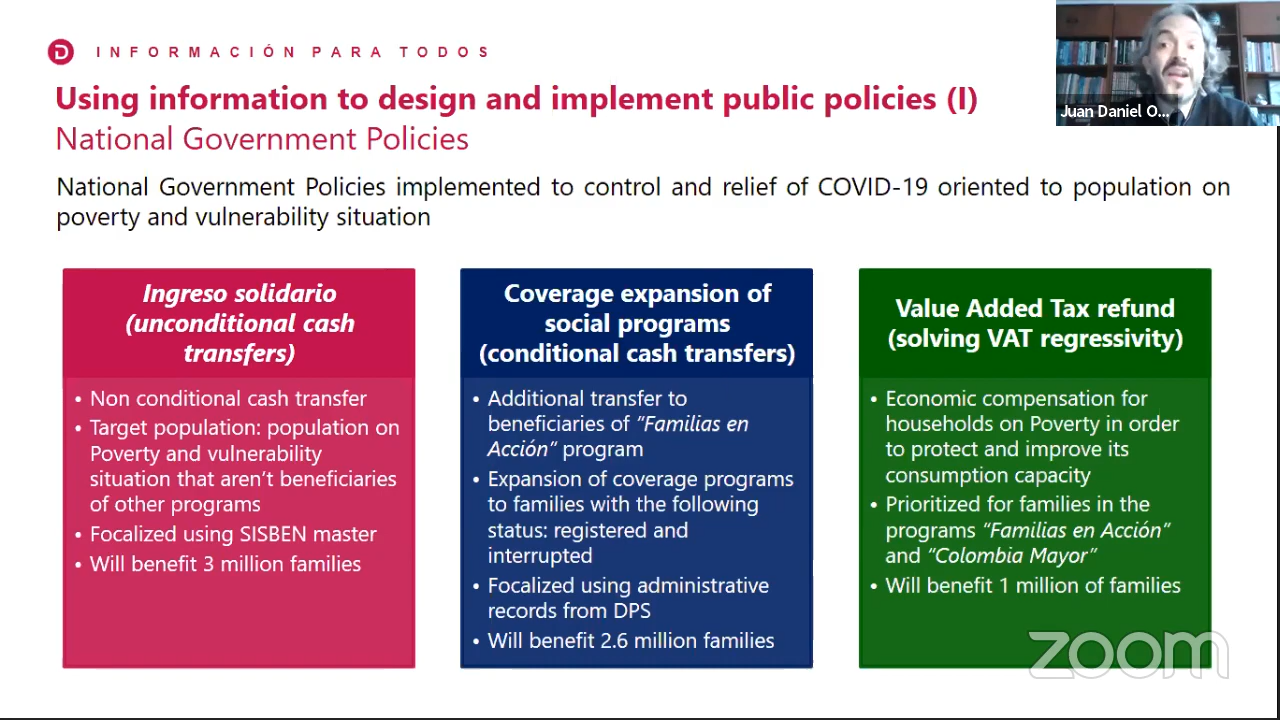 INFORMACIÓN PARA TODOS
Using information to design and implement public policies (I)
National Government Policies
Juan Daniel O...
National Government Policies implemented to control and relief of COVID-19 oriented to population on
poverty and vulnerability situation
Ingreso solidario
(unconditional cash
transfers)
• Non conditional cash transfer
• Target population: population on
Poverty and vulnerability
situation that aren't beneficiaries
of other programs
• Focalized using SISBEN master
• Will benefit 3 million families
Coverage expansion of
social programs
(conditional cash transfers)
• Additional transfer to
beneficiaries of "Familias en
Acción" program
• Expansion of coverage programs
to families with the following
status: registered and
interrupted
• Focalized using administrative
records from DPS
• Will benefit 2.6 million families
Value Added Tax refund
(solving VAT regressivity)
• Economic compensation for
households on Poverty in order
to protect and improve its
consumption capacity
• Prioritized for families in the
programs "Familias en Acción"
and "Colombia Mayor"
• Will benefit 1 million of families
zoom